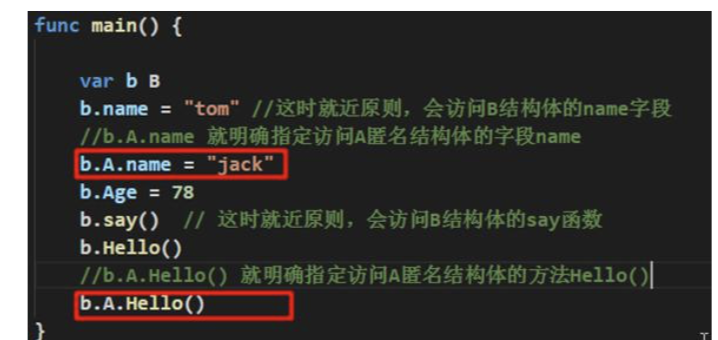 func main() {
var b B
b.name = "tom" //这时就近原则，会访问B结构体的name字段
//b.A.name 就明确指定访问A匿名结构体的字段name
b.A.name = "jack"
b.Age = 78
b.say() // 这时就近原则，会访问B结构体的say函数
b.Hello()
//b.A.Hello() 就明确指定访问A匿名结构体的方法Hello()
b.A.Hello()
}